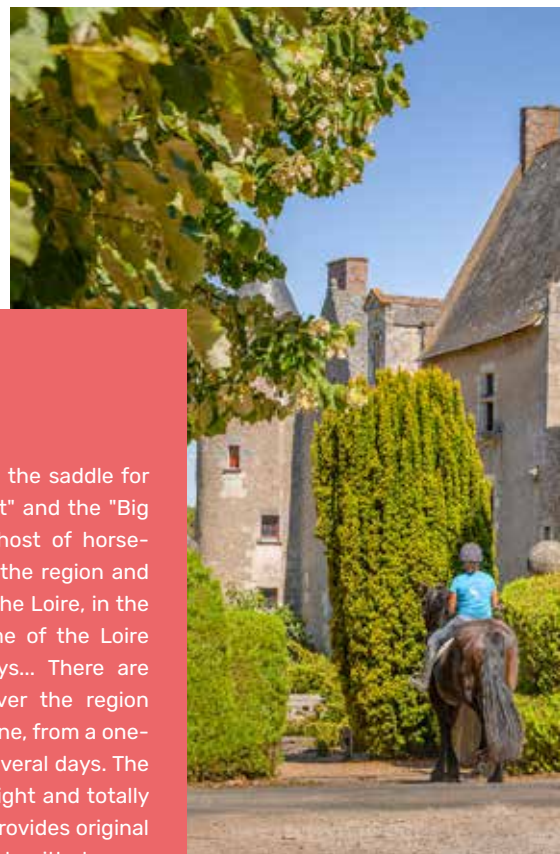 the saddle for
t" and the "Big
host of horse-
the region and
he Loire, in the
ne of the Loire
ys... There are
ver the region
ne, from a one-
veral days. The
ight and totally
rovides original